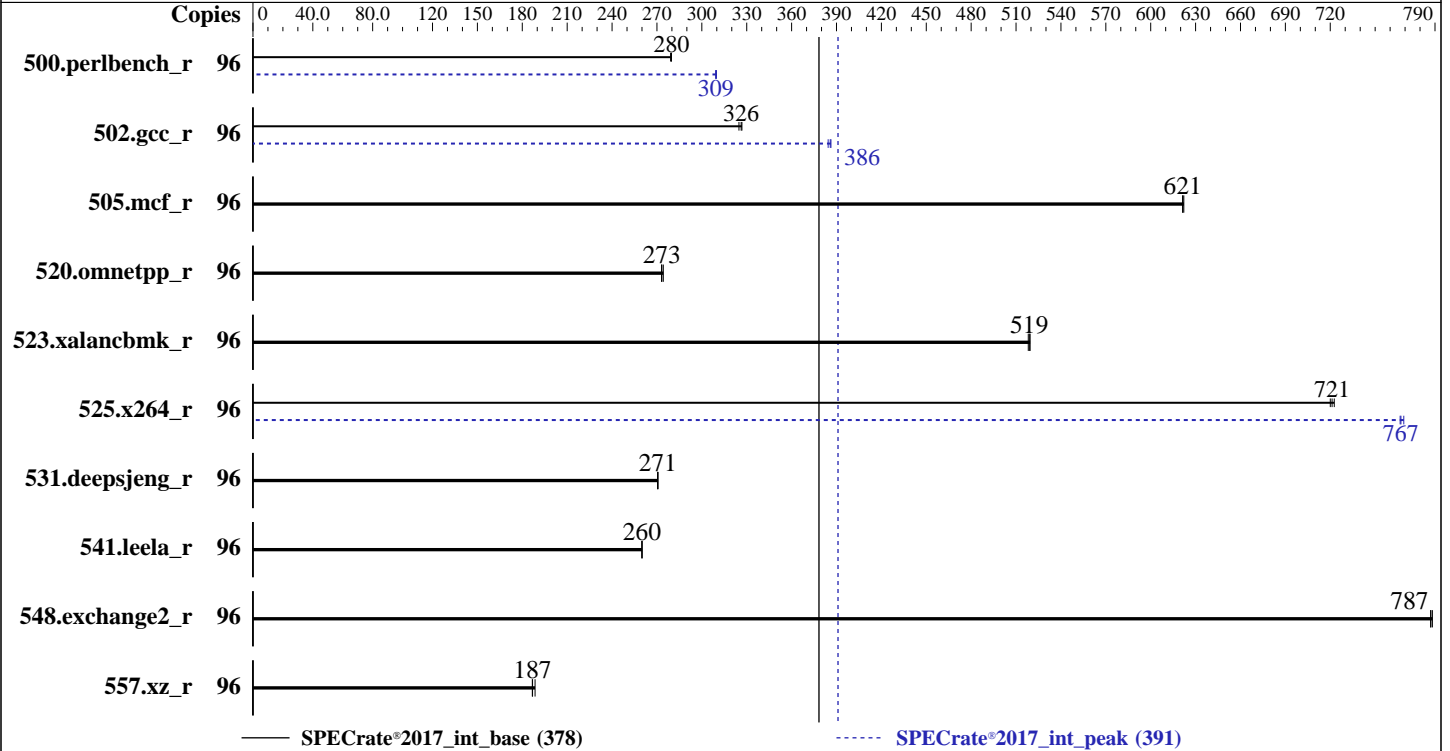 Copies 0 40.0 80.0 120 150 180 210 240 270 300 330 360 390 420 450 480 510 540 570 600 630 660 690 720 790
500.perlbench_r 96 280
309
502.gcc_r 96 326
386
505.mcf_r 96 621
520.omnetpp_r 96 273
523.xalancbmk_r 96 519
525.x264_r 96 721
767
531.deepsjeng_r 96 271
541.leela_r 96 260
548.exchange2_r 96 787
557.xz_r 96 187
SPECrate®2017_int_base (378) SPECrate®2017_int_peak (391)